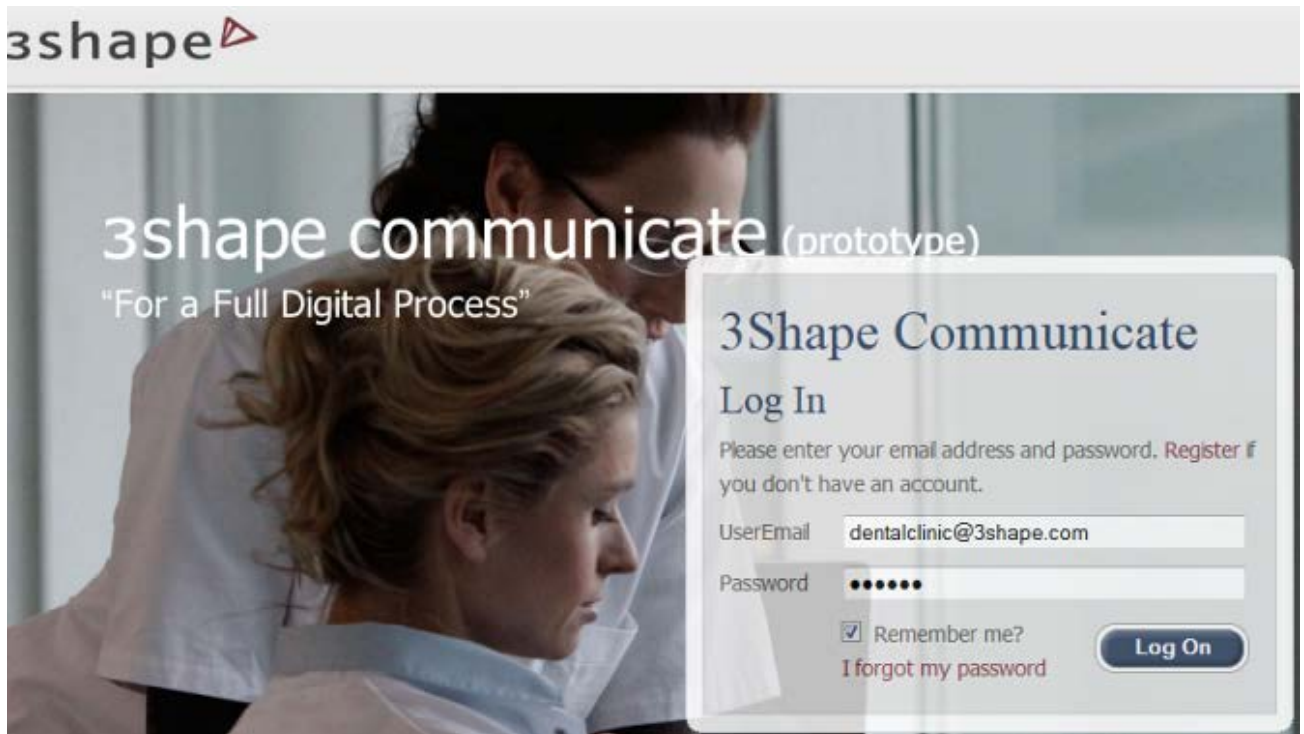 3shape
3shape communicate (prototype)
"For a Full Digital Process"
3Shape Communicate
Log In
Please enter your email address and password. Register if
you don't have an account.
UserEmail dentalclinic@3shape.com
Password ••••••
Remember me?
Log On
I forgot my password